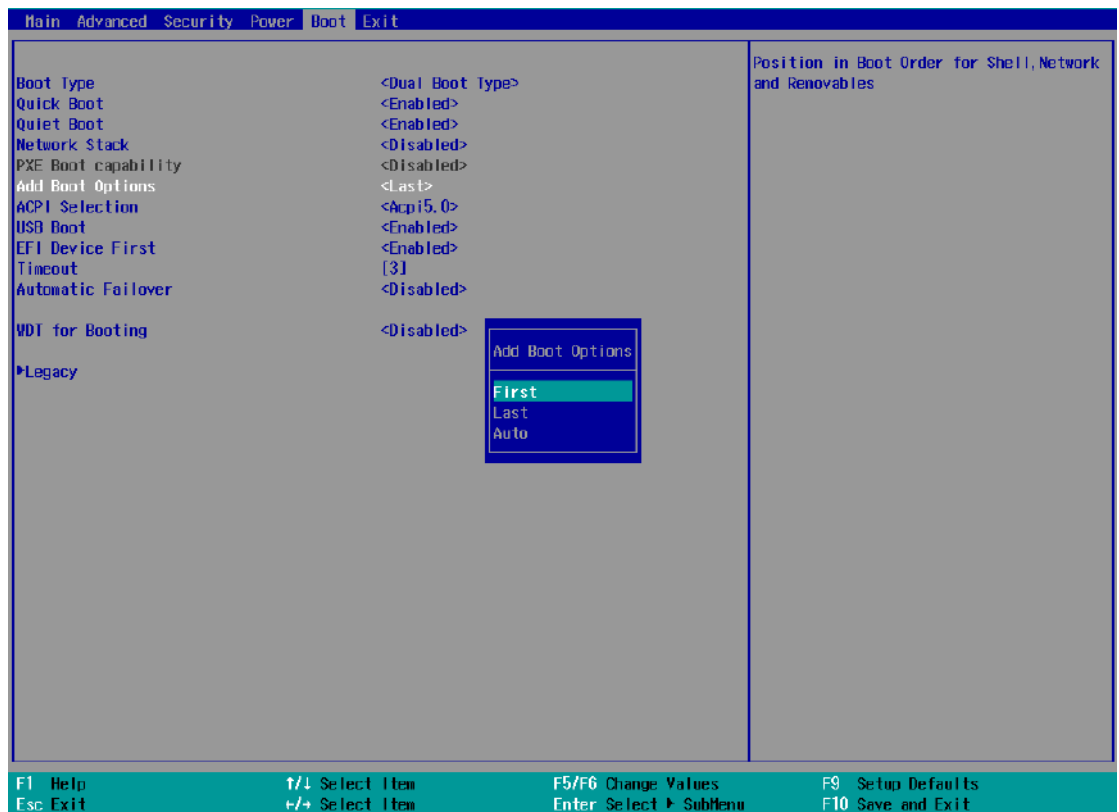 Main Advanced Security Power Boot Exit
Position in Boot Order for Shell,Network
and Removables
Boot Type <Dual Boot Type>
Quick Boot <Enabled>
Quiet Boot <Enabled>
Network Stack <Disabled>
PXE Boot capability <Disabled>
Add Boot Options <Last>
ACPI Selection <Acpi5.0>
USB Boot <Enabled>
EFI Device First <Enabled>
Timeout [3]
Automatic Failover <Disabled>
WDT for Booting <Disabled>
▶Legacy
Add Boot Options
First
Last
Auto
F1 Help ↑/↓ Select Item F5/F6 Change Values F9 Setup Defaults
Esc Exit ←/→ Select Item Enter Select ▶ SubMenu F10 Save and Exit